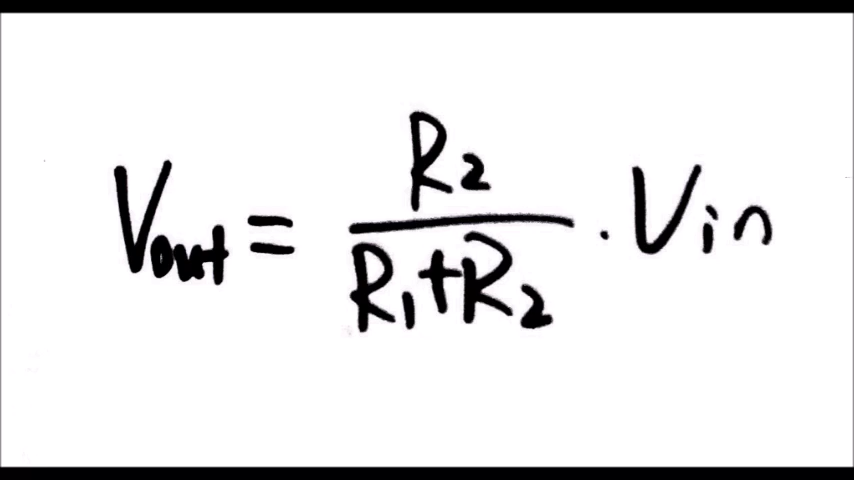 Vout = R2 / R1+R2 . Vin